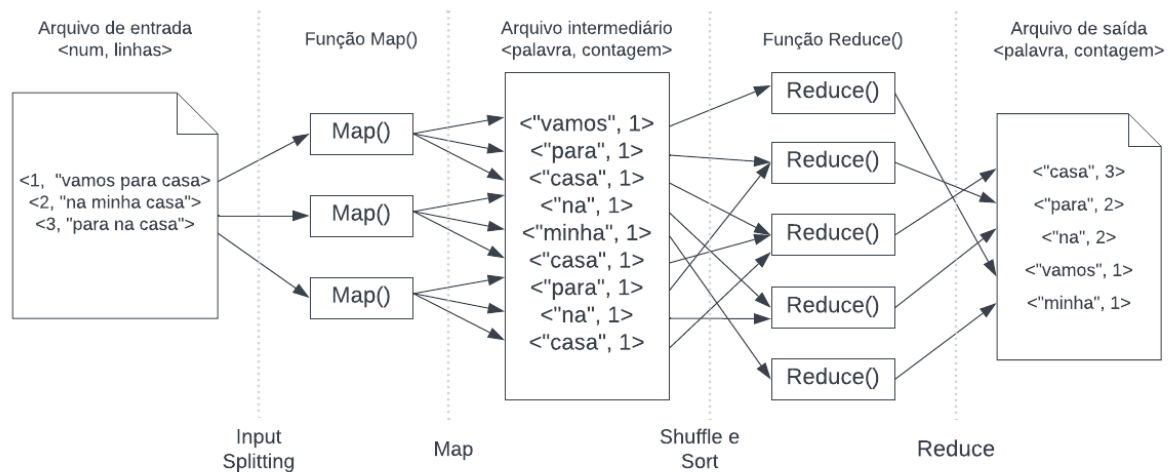 Arquivo de entrada
<num, linhas>
Função Map()
Arquivo intermediário
<palavra, contagem>
Função Reduce()
Arquivo de saída
<palavra, contagem>
<1,  "vamos para casa>
<2, "na minha casa">
<3, "para na casa">
Map()
Map()
Map()
<"vamos", 1>
<"para", 1>
<"casa", 1>
<"na", 1>
<"minha", 1>
<"casa", 1>
<"para", 1>
<"na", 1>
<"casa", 1>
Reduce()
Reduce()
Reduce()
Reduce()
Reduce()
<"casa", 3>
<"para", 2>
<"na", 2>
<"vamos", 1>
<"minha", 1>
Input
Splitting
Map
Shuffle e
Sort
Reduce